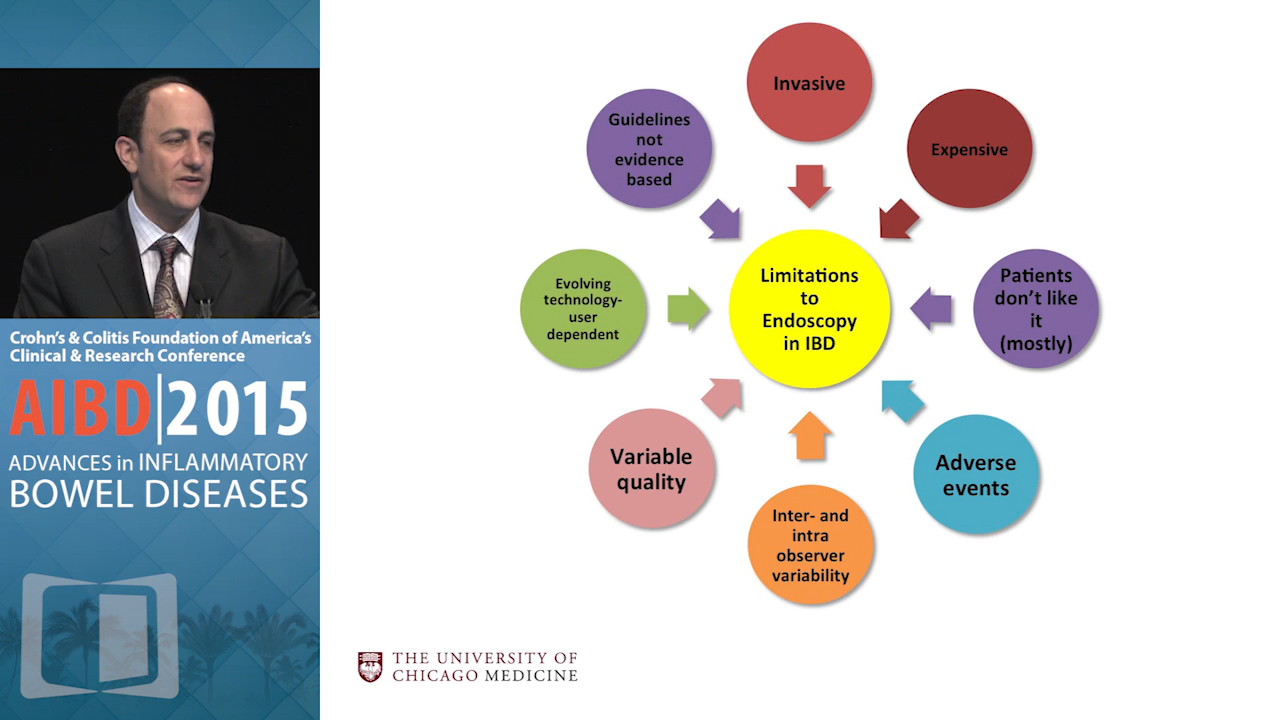 Crohn's & Colitis Foundation of America's
Clinical & Research Conference
AIBD|2015
ADVANCES in INFLAMMATORY
BOWEL DISEASES
Invasive
Expensive
Patients
don't like
it
(mostly)
Adverse
events
Inter- and
intra
observer
variability
Variable
quality
Evolving
technology-
user
dependent
Guidelines
not
evidence
based
Limitations
to
Endoscopy
in IBD
THE UNIVERSITY OF
CHICAGO MEDICINE